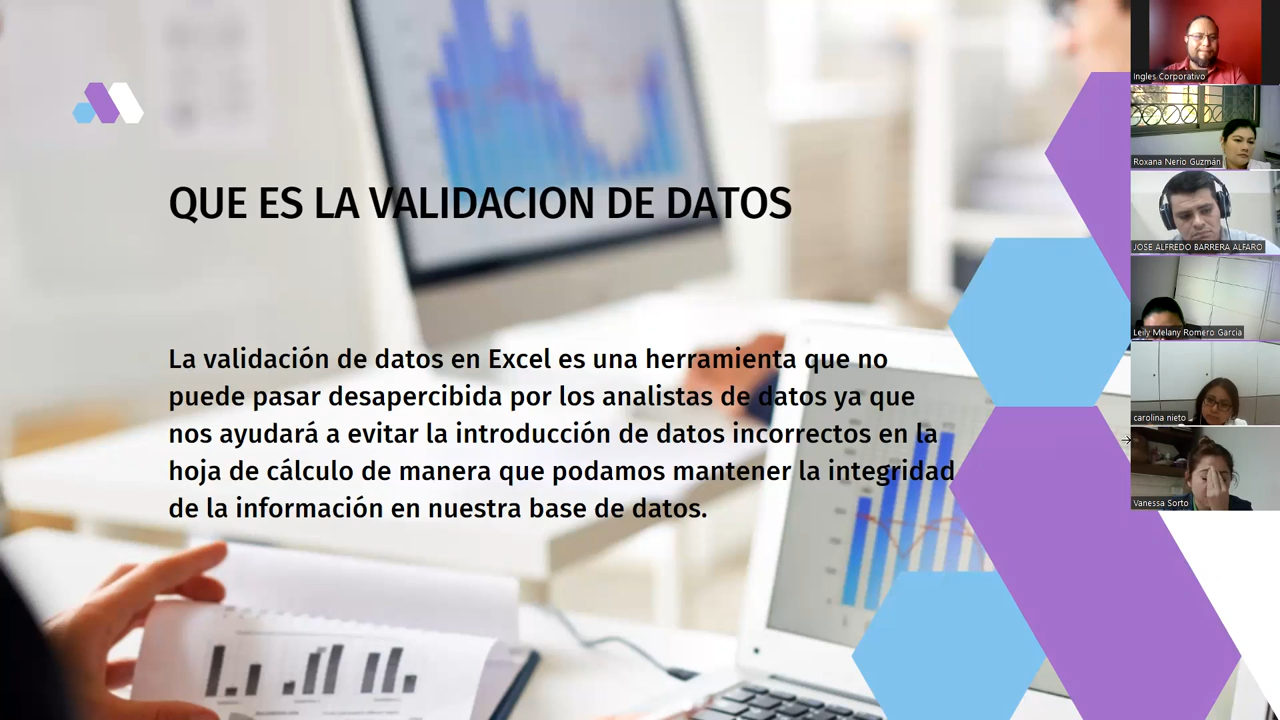 QUE ES LA VALIDACION DE DATOS
La validación de datos en Excel es una herramienta que no
puede pasar desapercibida por los analistas de datos ya que
nos ayudará a evitar la introducción de datos incorrectos en la
hoja de cálculo de manera que podamos mantener la integridad
de la información en nuestra base de datos.
Ingles Corporativo
Roxana Nerio Guzmán
JOSE ALFREDO BARRERA ALFARO
Leily Melany Romero Garcia
carolina nieto
Vanessa Sorto